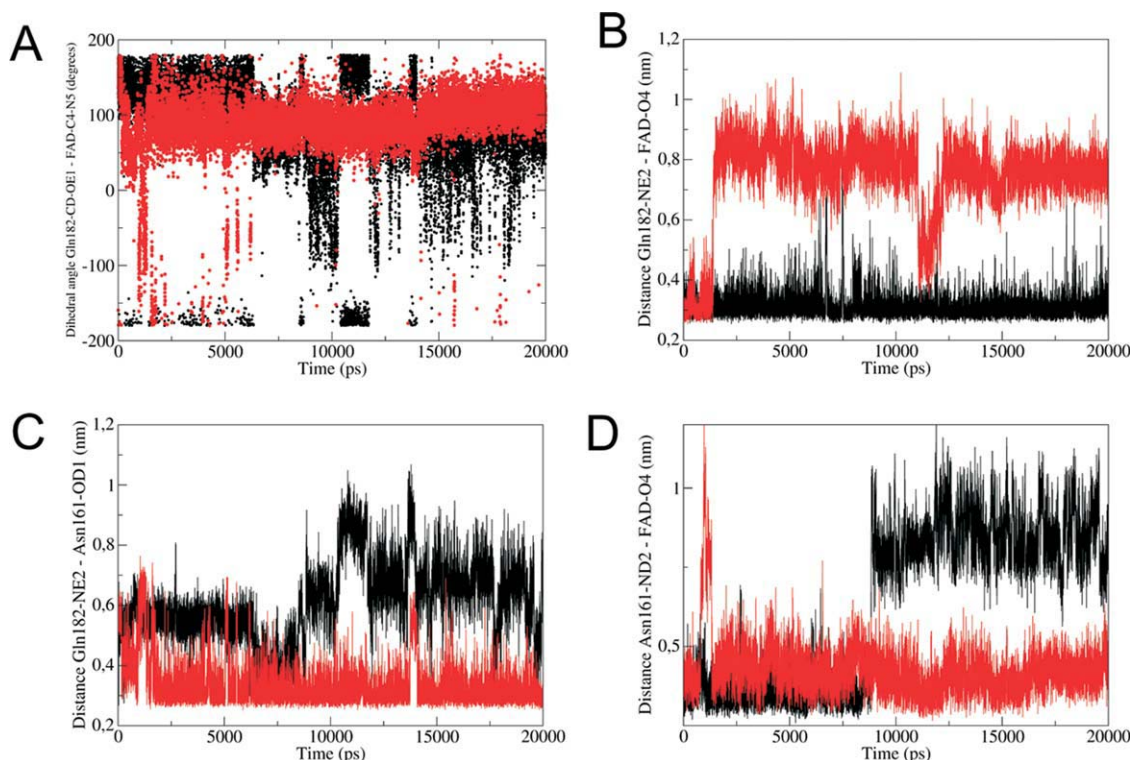 A
Dihedral angle Gln182-CD-OE1 - FAD-C4-N5 (degrees)
200
100
0
-100
-200
0 5000 10000 15000 20000
Time (ps)
B
Distance Gln182-NE2 - FAD-O4 (nm)
1,2
1
0.8
0.6
0.4
0.2
0 5000 10000 15000 20000
Time (ps)
C
Distance Gln182-NE2 - Asn161-OD1 (nm)
1,2
1
0.8
0.6
0.4
0,2
0 5000 10000 15000 20000
Time (ps)
D
Distance Asn161-ND2 - FAD-O4 (nm)
1
0.5
0 5000 10000 15000 20000
Time (ps)